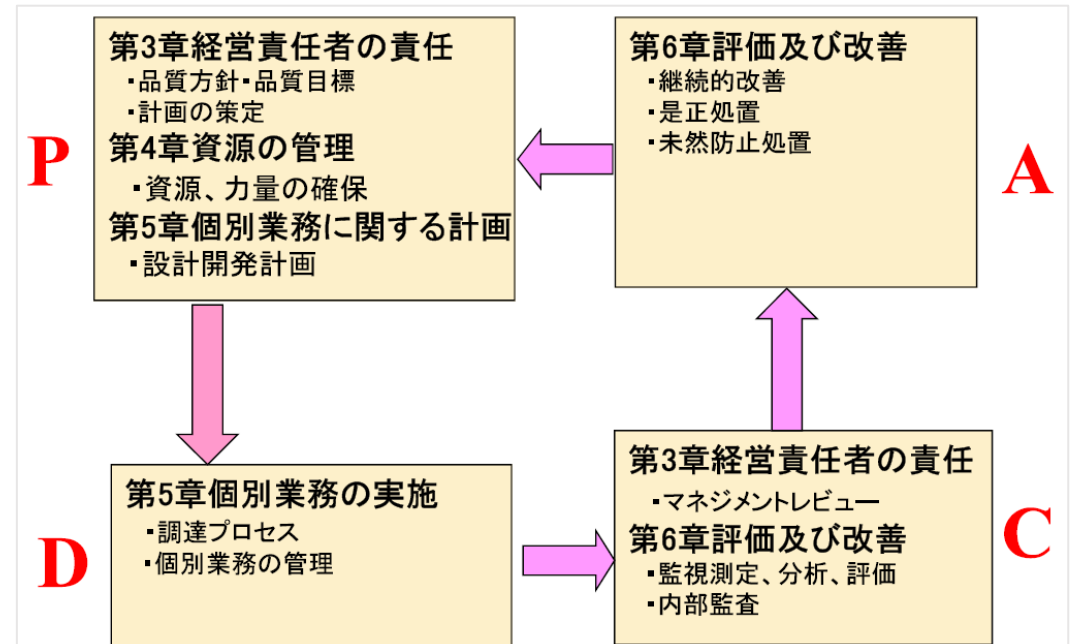 P
第3章経営責任者の責任
・品質方針・品質目標
・計画の策定
第4章資源の管理
・資源、力量の確保
第5章個別業務に関する計画
・設計開発計画
第6章評価及び改善
・継続的改善
・是正処置
・未然防止処置
A
D
第5章個別業務の実施
・調達プロセス
・個別業務の管理
第3章経営責任者の責任
・マネジメントレビュー
第6章評価及び改善
・監視測定、分析、評価
・内部監査
C